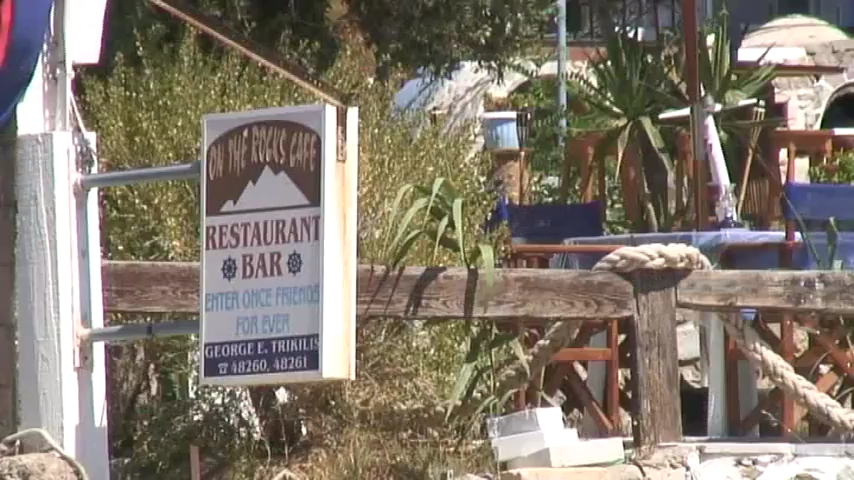 ON THE ROCKS CAFE
RESTAURANT
BAR
ENTER ONCE FRIENDS
FOR EVER
GEORGE E. TRIKILIS
☎ 48260, 48261